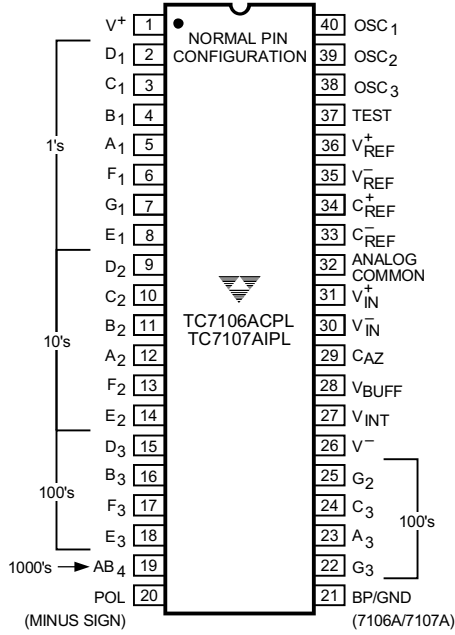 V+ 1 40 OSC1
NORMAL PIN
CONFIGURATION
D1 2 39 OSC2
C1 3 38 OSC3
B1 4 37 TEST
1's
A1 5 36 V+REF
F1 6 35 V–REF
G1 7 34 C+REF
E1 8 33 C–REF
D2 9 32 ANALOG
COMMON
C2 10 31 V+IN
TC7106ACPL
TC7107AIPL
B2 11 30 V–IN
10's
A2 12 29 CAZ
F2 13 28 VBUFF
E2 14 27 VINT
D3 15 26 V–
B3 16 25 G2
100's
F3 17 24 C3
100's
E3 18 23 A3
1000's AB4 19 22 G3
POL 20 21 BP/GND
(MINUS SIGN) (7106A/7107A)